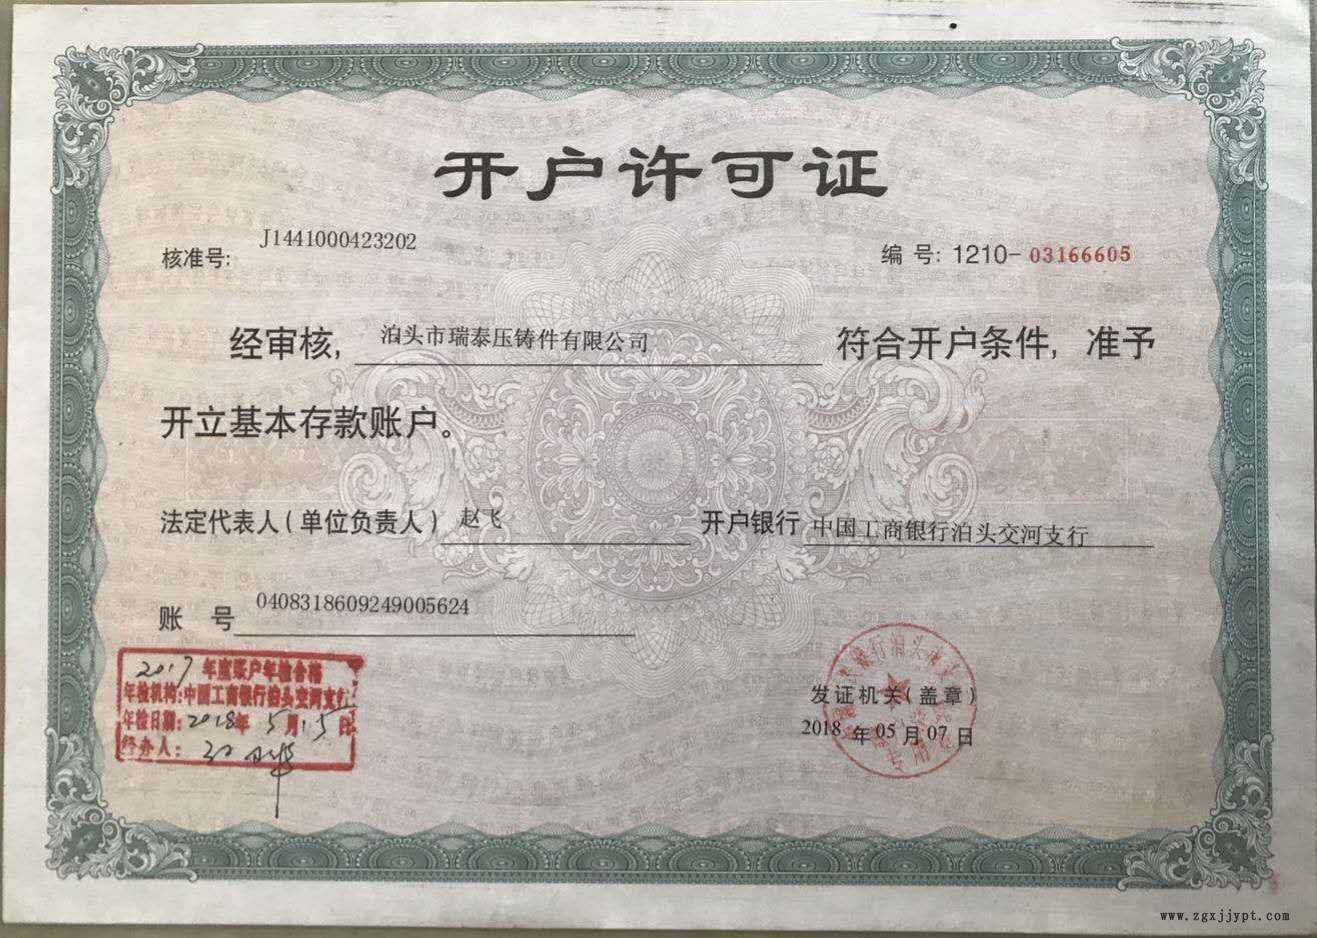 开户许可证
核准号: J1441000423202
编 号: 1210-03166605
经审核, 泊头市瑞泰压铸件有限公司 符合开户条件, 准予
开立基本存款账户。
法定代表人(单位负责人) 赵飞 开户银行 中国工商银行泊头交河支行
账 号 0408318609249005624
2017年度账户年检合格
年检机构:中国工商银行泊头交河支行
年检日期:2018年5月15日
经办人:
发证机关(盖章)
2018 年 05 月 07 日
www.zgxjjypt.com